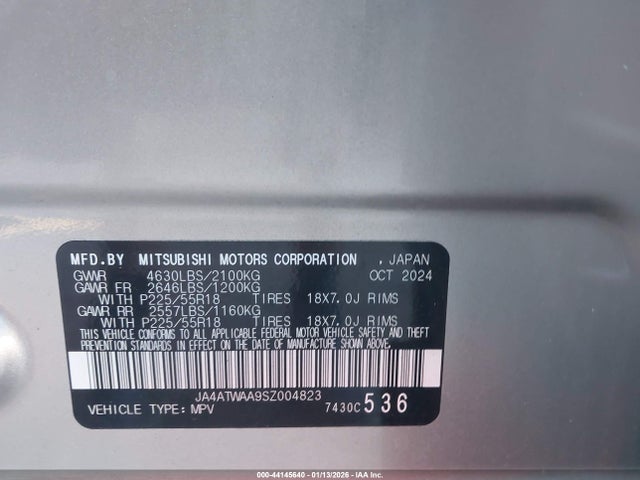 MFD.BY MITSUBISHI MOTORS CORPORATION , JAPAN
GVWR 4630LBS/2100KG OCT 2024
GAWR FR 2646LBS/1200KG
WITH P225/55R18 TIRES 18X7.0J RIMS
GAWR RR 2557LBS/1160KG
WITH P225/55R18 TIRES 18X7.0J RIMS
THIS VEHICLE CONFORMS TO ALL APPLICABLE FEDERAL MOTOR VEHICLE SAFETY AND THEFT
PREVENTION STANDARDS IN EFFECT ON THE DATE OF MANUFACTURE SHOWN ABOVE.
JA4ATWAA9SZ004823
VEHICLE TYPE:MPV 7430C 536
000-44145640 - 01/13/2026 - IAA Inc.